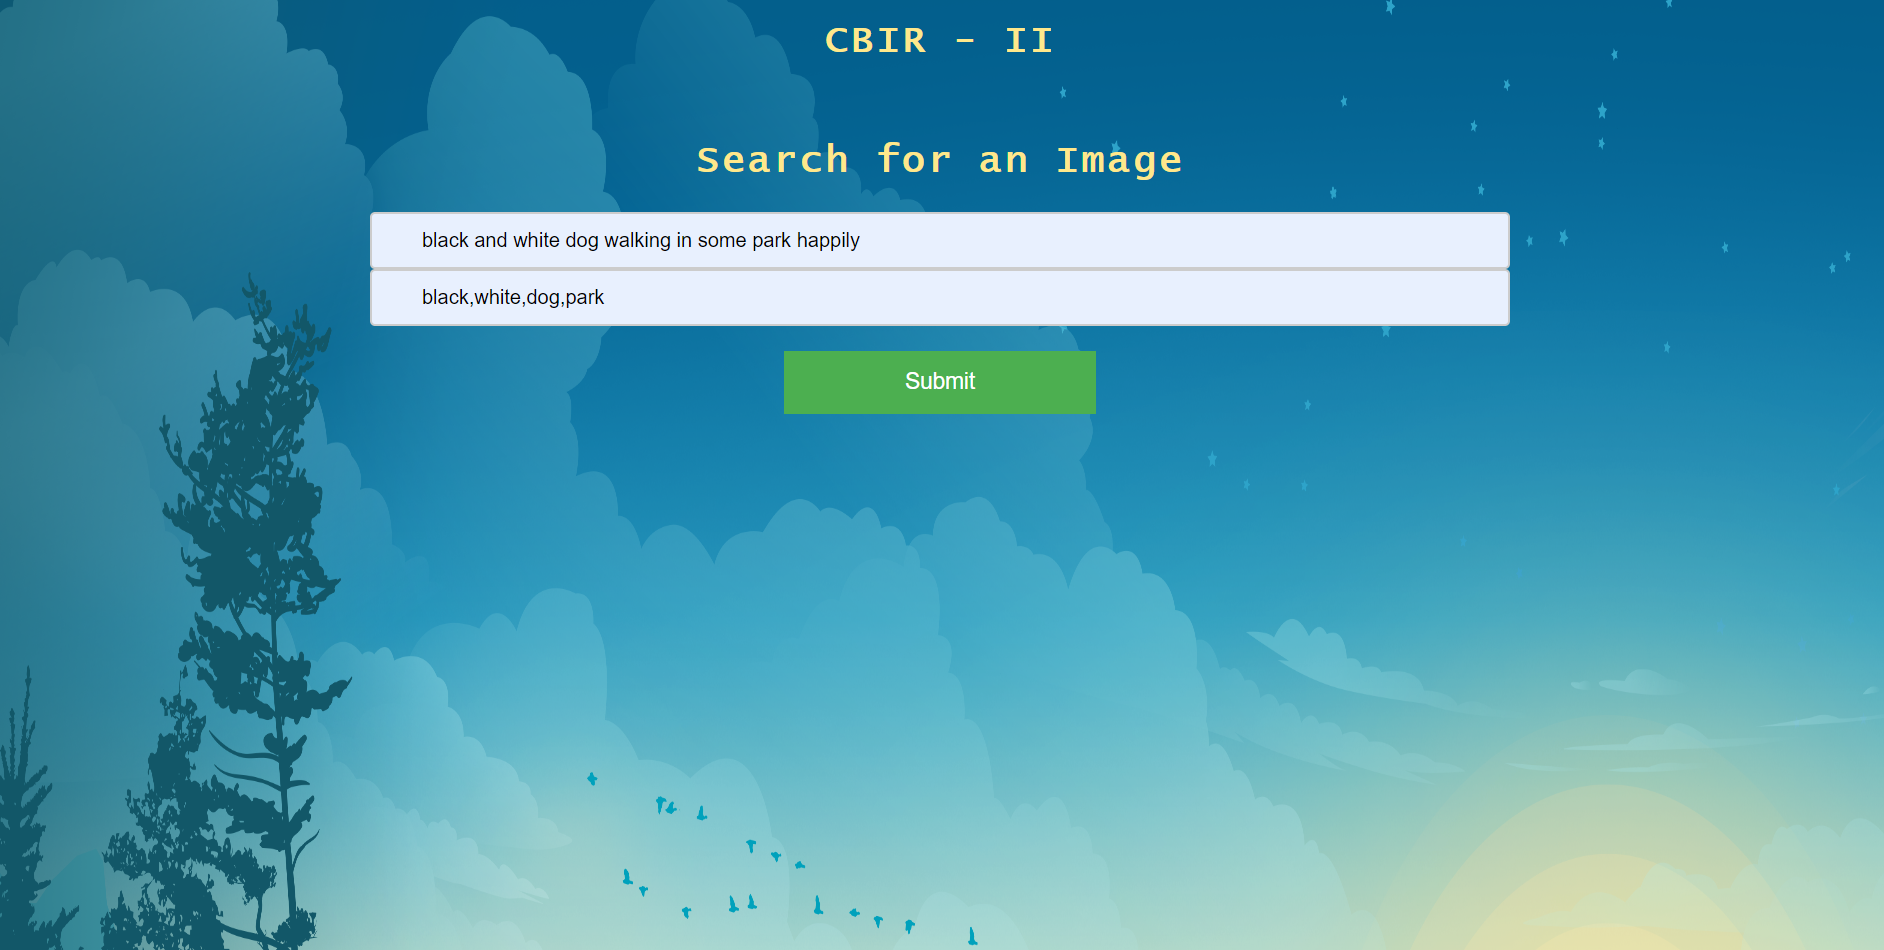 CBIR - II
Search for an Image
black and white dog walking in some park happily
black,white,dog,park
Submit